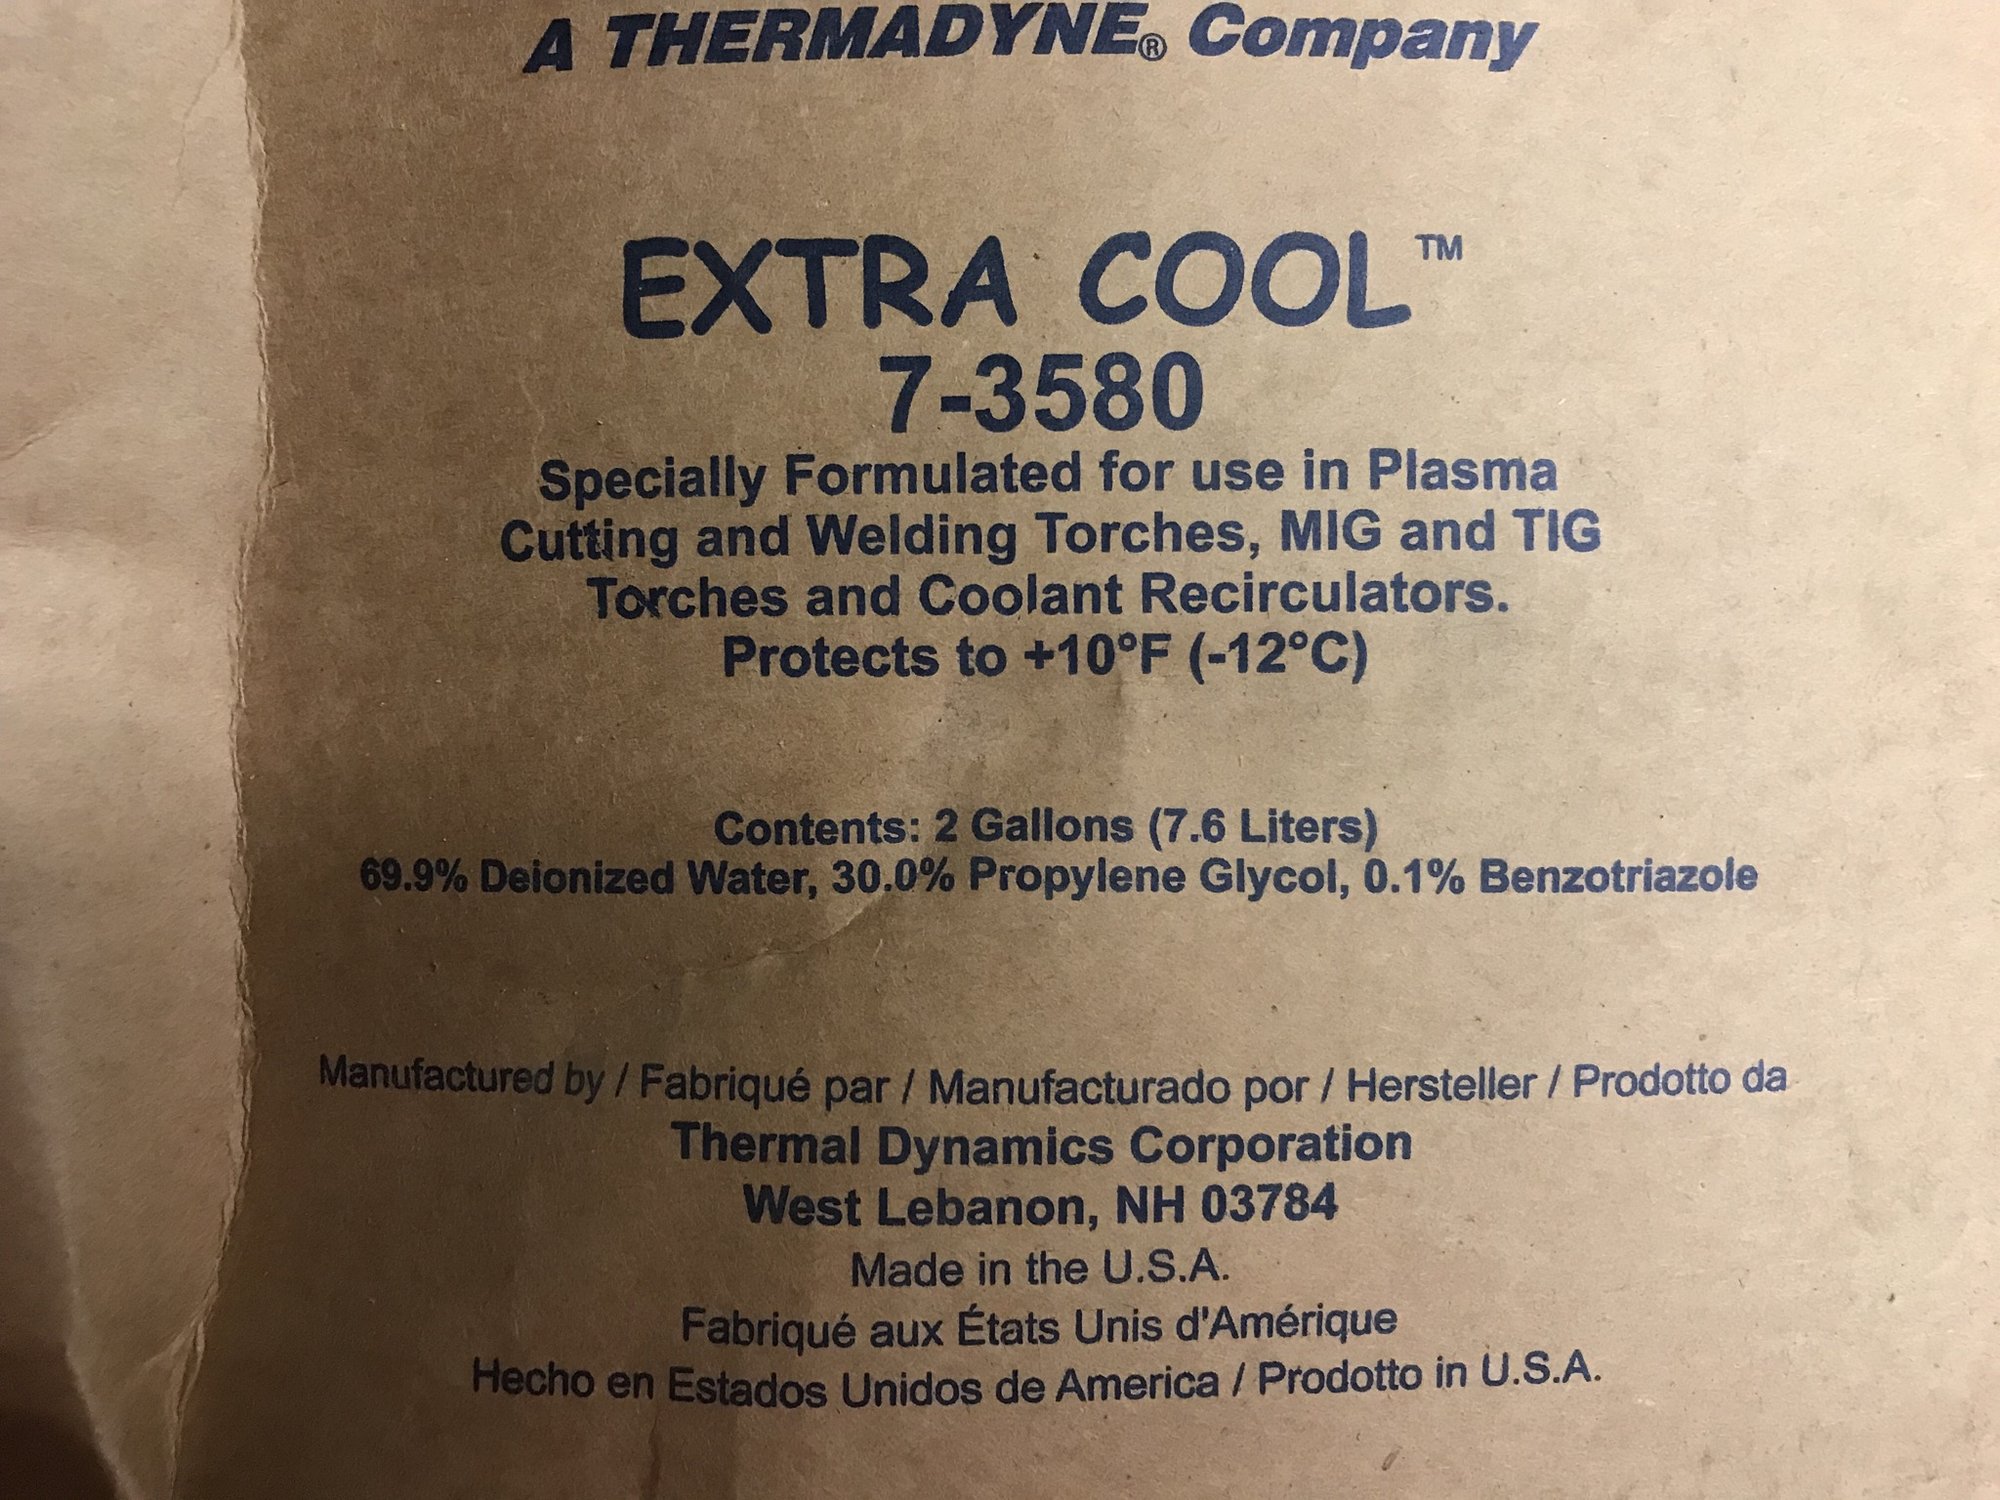 A THERMADYNE® Company
EXTRA COOL™
7-3580
Specially Formulated for use in Plasma
Cutting and Welding Torches, MIG and TIG
Torches and Coolant Recirculators.
Protects to +10°F (-12°C)
Contents: 2 Gallons (7.6 Liters)
69.9% Deionized Water, 30.0% Propylene Glycol, 0.1% Benzotriazole
Manufactured by / Fabriqué par / Manufacturado por / Hersteller / Prodotto da
Thermal Dynamics Corporation
West Lebanon, NH 03784
Made in the U.S.A.
Fabriqué aux États Unis d'Amérique
Hecho en Estados Unidos de America / Prodotto in U.S.A.